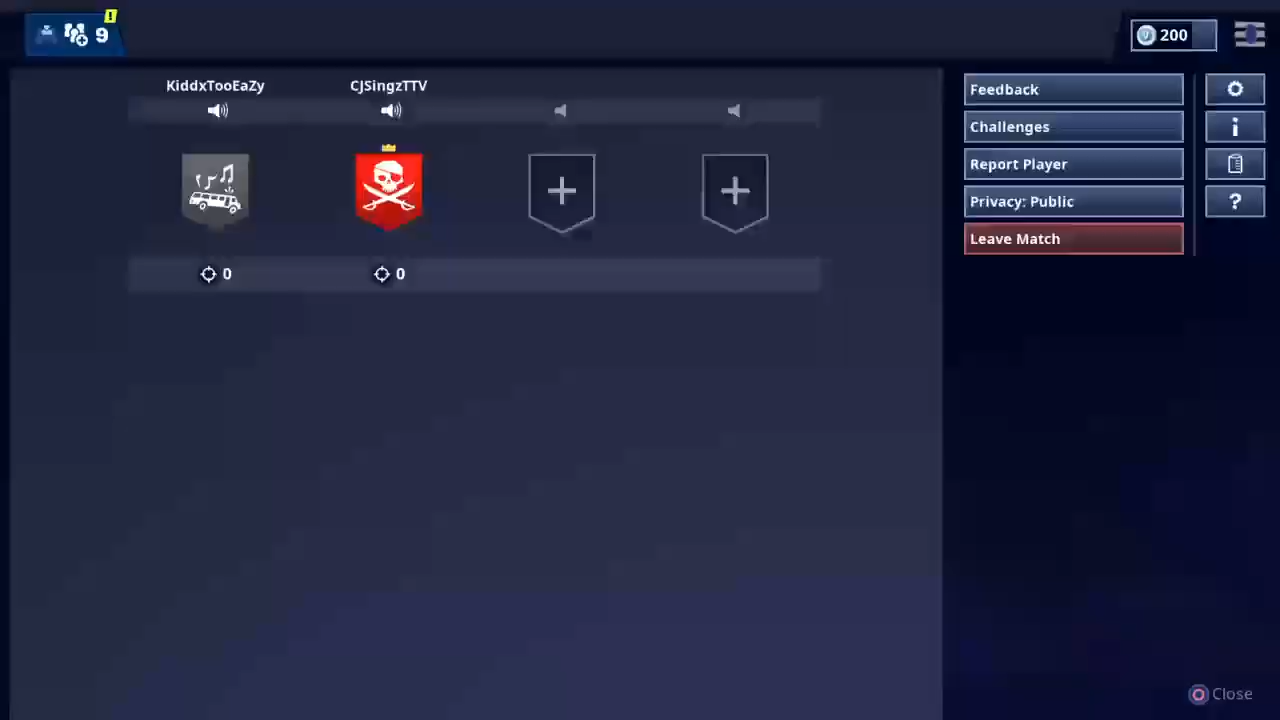 9
!
200
KiddxTooEaZy
CJSingzTTV
0
0
Feedback
Challenges
Report Player
Privacy: Public
Leave Match
i
?
Close